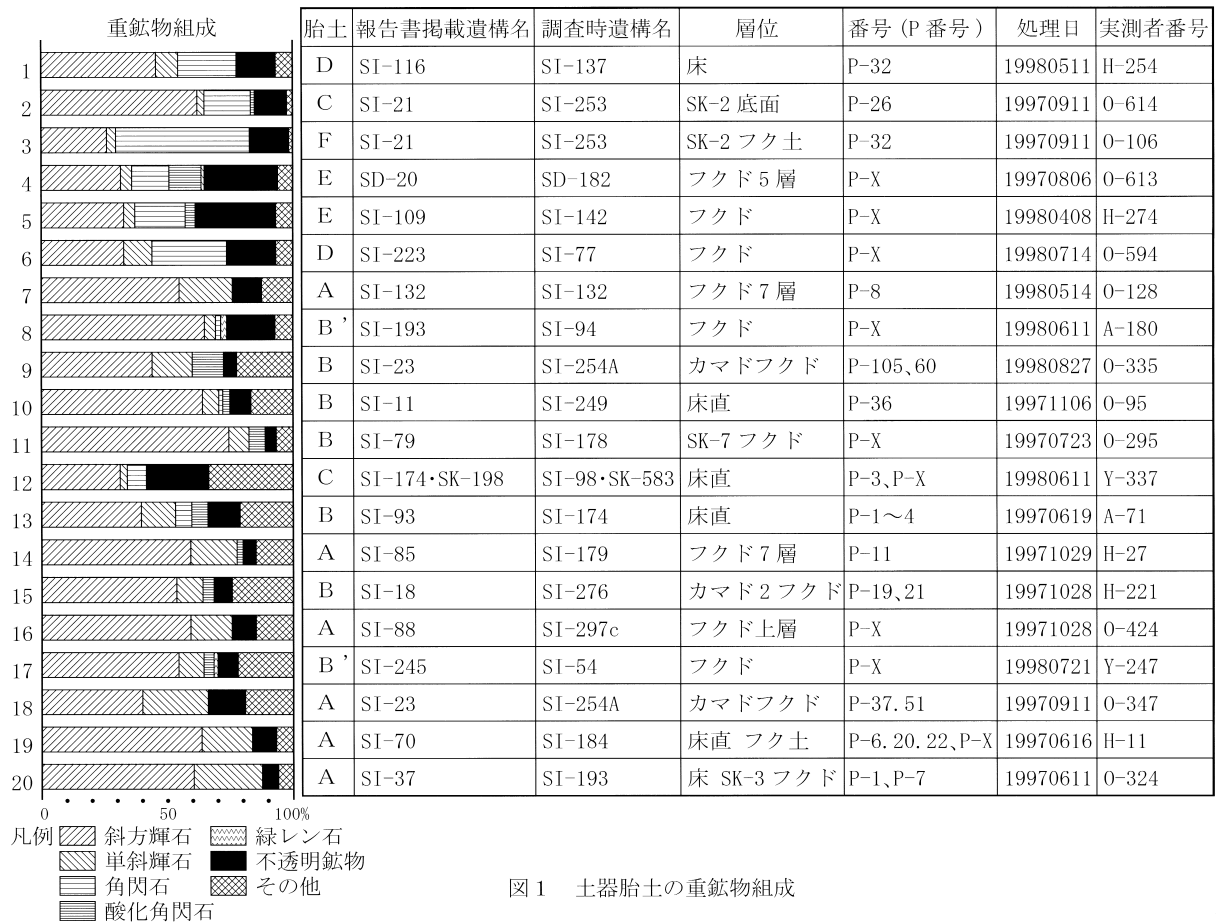 重鉱物組成
胎土 報告書掲載遺構名 調査時遺構名 層位 番号(P番号) 処理日 実測者番号
1 D SI-116 SI-137 床 P-32 19980511 H-254
2 C SI-21 SI-253 SK-2 底面 P-26 19970911 O-614
3 F SI-21 SI-253 SK-2 フク土 P-32 19970911 O-106
4 E SD-20 SD-182 フクド5層 P-X 19970806 O-613
5 E SI-109 SI-142 フクド P-X 19980408 H-274
6 D SI-223 SI-77 フクド P-X 19980714 O-594
7 A SI-132 SI-132 フクド7層 P-8 19980514 O-128
8 B' SI-193 SI-94 フクド P-X 19980611 A-180
9 B SI-23 SI-254A カマドフクド P-105、60 19980827 O-335
10 B SI-11 SI-249 床直 P-36 19971106 O-95
11 B SI-79 SI-178 SK-7 フクド P-X 19970723 O-295
12 C SI-174・SK-198 SI-98・SK-583 床直 P-3、P-X 19980611 Y-337
13 B SI-93 SI-174 床直 P-1〜4 19970619 A-71
14 A SI-85 SI-179 フクド7層 P-11 19971029 H-27
15 B SI-18 SI-276 カマド2フクド P-19、21 19971028 H-221
16 A SI-88 SI-297c フクド上層 P-X 19971028 O-424
17 B' SI-245 SI-54 フクド P-X 19980721 Y-247
18 A SI-23 SI-254A カマドフクド P-37.51 19970911 O-347
19 A SI-70 SI-184 床直 フク土 P-6.20.22、P-X 19970616 H-11
20 A SI-37 SI-193 床 SK-3 フクド P-1、P-7 19970611 O-324
0 50 100%
凡例 斜方輝石 緑レン石
単斜輝石 不透明鉱物
角閃石 その他
酸化角閃石
図1 土器胎土の重鉱物組成